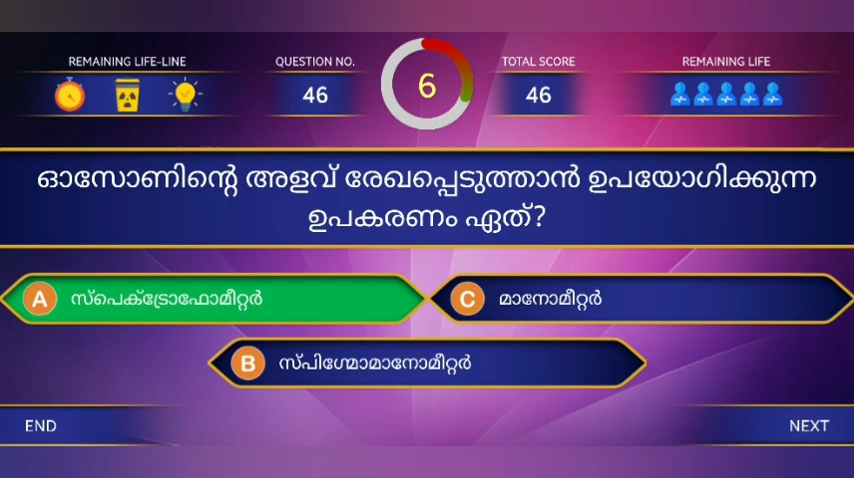 REMAINING LIFE-LINE
QUESTION NO.
46
6
TOTAL SCORE
46
REMAINING LIFE
ഓസോണിന്റെ അളവ് രേഖപ്പെടുത്താൻ ഉപയോഗിക്കുന്ന
ഉപകരണം ഏത്?
A സ്പെക്ട്രോഫോമീറ്റർ
C മാനോമീറ്റർ
B സ്പിഗ്മോമാനോമീറ്റർ
END
NEXT